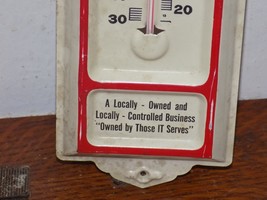 30 20
A Locally - Owned and
Locally - Controlled Business
"Owned by Those IT Serves"